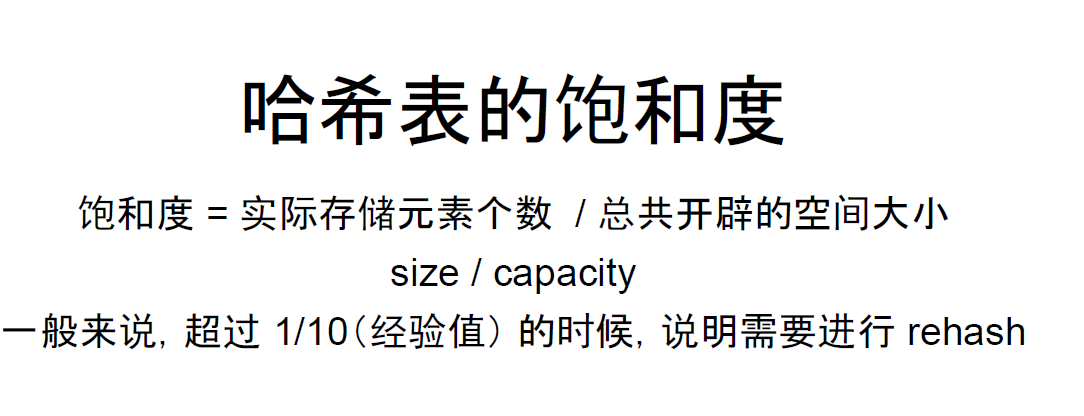 哈希表的饱和度
饱和度 = 实际存储元素个数 / 总共开辟的空间大小
size / capacity
一般来说，超过 1/10（经验值）的时候，说明需要进行 rehash